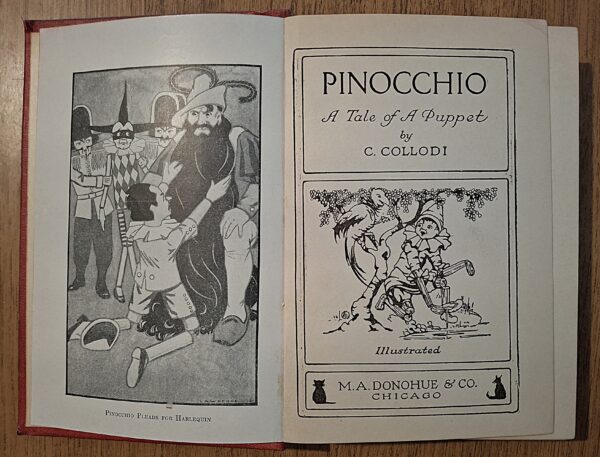 PINOCCHIO PLEADS FOR HARLEQUIN
PINOCCHIO
A Tale of A Puppet
by
C. COLLODI
Illustrated
M. A. DONOHUE & CO.
CHICAGO